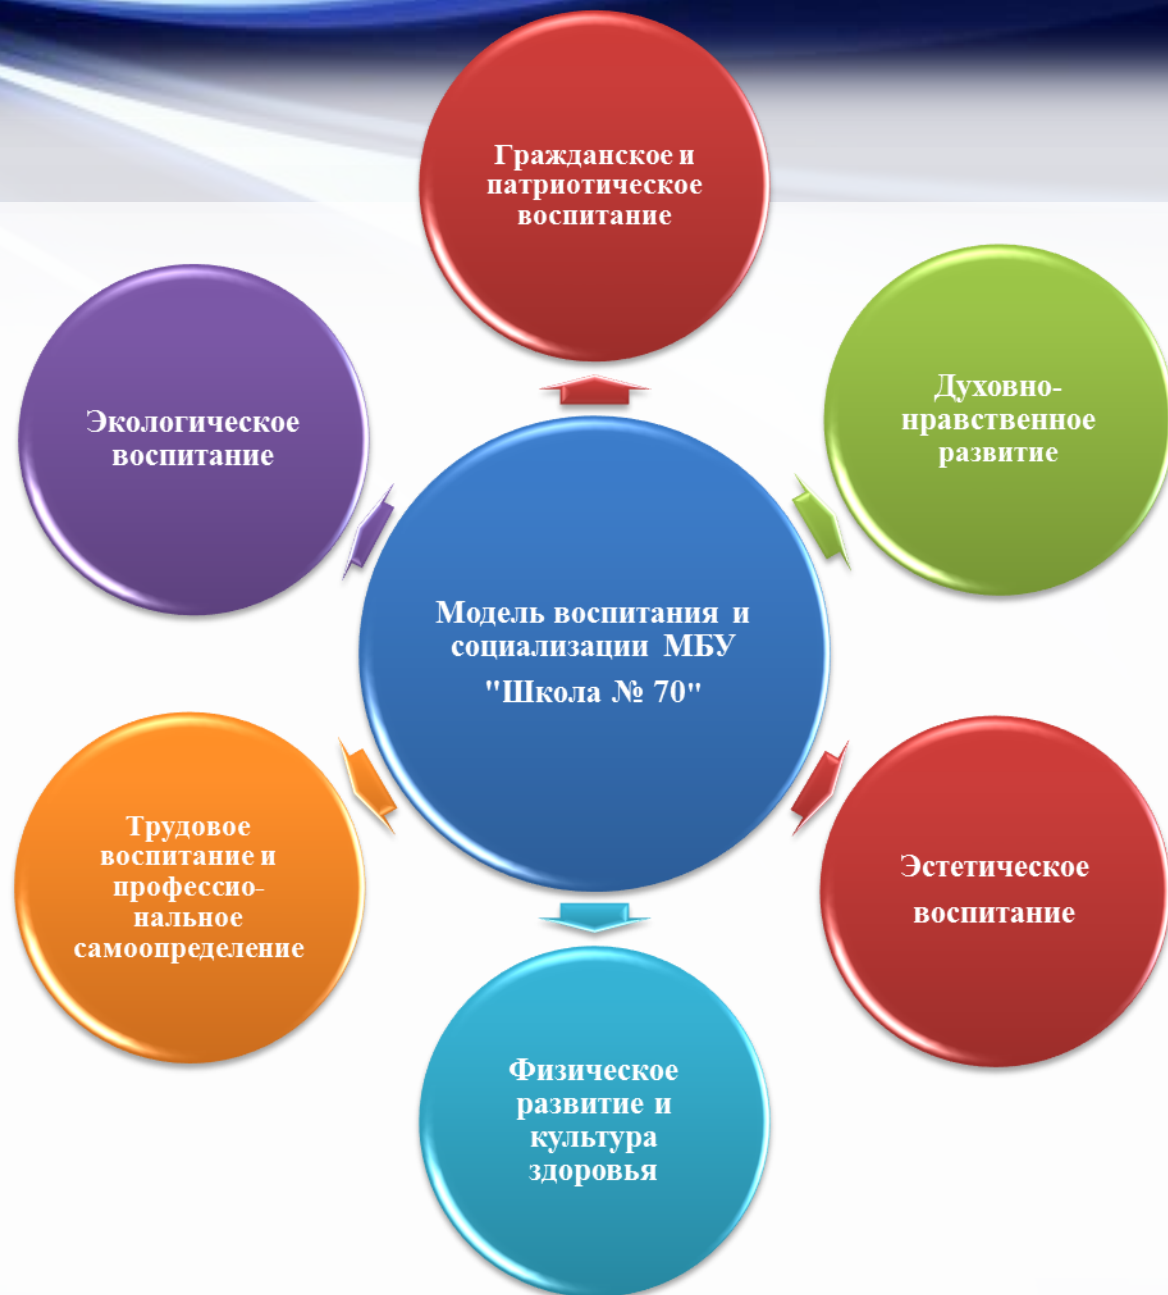 Гражданское и
патриотическое
воспитание
Духовно-
нравственное
развитие
Экологическое
воспитание
Модель воспитания и
социализации МБУ
"Школа № 70"
Трудовое
воспитание и
профессио-
нальное
самоопределение
Эстетическое
воспитание
Физическое
развитие и
культура
здоровья